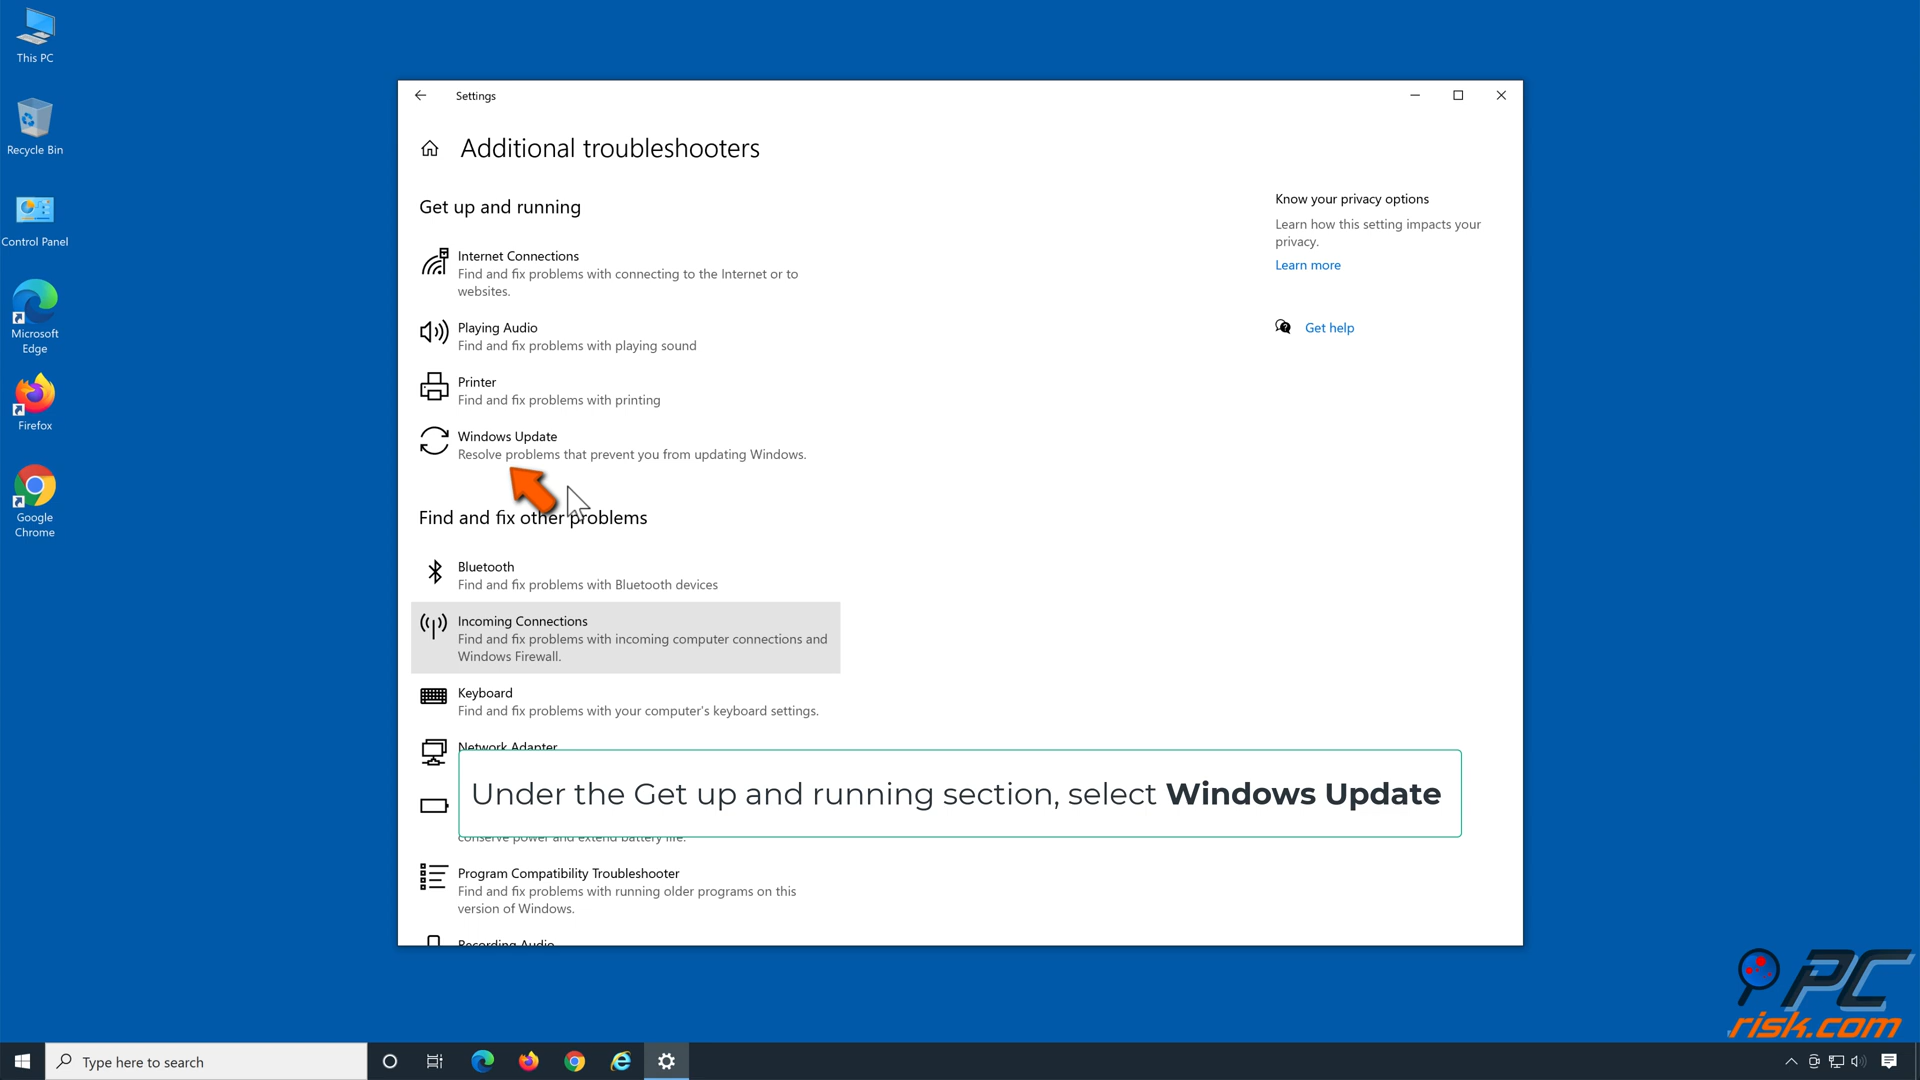 This PC
Recycle Bin
Control Panel
Microsoft
Edge
Firefox
Google
Chrome
Settings
Additional troubleshooters
Get up and running
Internet Connections
Find and fix problems with connecting to the Internet or to
websites.
Playing Audio
Find and fix problems with playing sound
Printer
Find and fix problems with printing
Windows Update
Resolve problems that prevent you from updating Windows.
Find and fix other problems
Bluetooth
Find and fix problems with Bluetooth devices
Incoming Connections
Find and fix problems with incoming computer connections and
Windows Firewall.
Keyboard
Find and fix problems with your computer's keyboard settings.
Network Adapter
Under the Get up and running section, select Windows Update
conserve power and extend battery life.
Program Compatibility Troubleshooter
Find and fix problems with running older programs on this
version of Windows.
Recording Audio
Know your privacy options
Learn how this setting impacts your
privacy.
Learn more
Get help
PC
risk.com
Type here to search